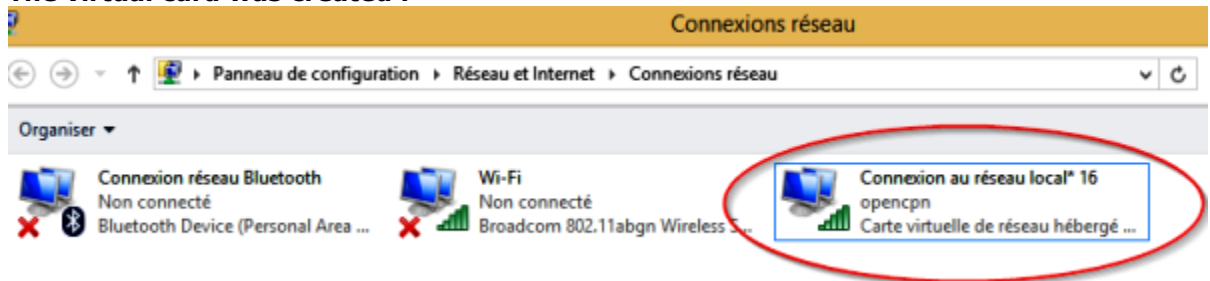 Connexions réseau
Panneau de configuration ▸ Réseau et Internet ▸ Connexions réseau
Organiser
Connexion réseau Bluetooth
Non connecté
Bluetooth Device (Personal Area ...
Wi-Fi
Non connecté
Broadcom 802.11abgn Wireless S...
Connexion au réseau local* 16
opencpn
Carte virtuelle de réseau hébergé ...